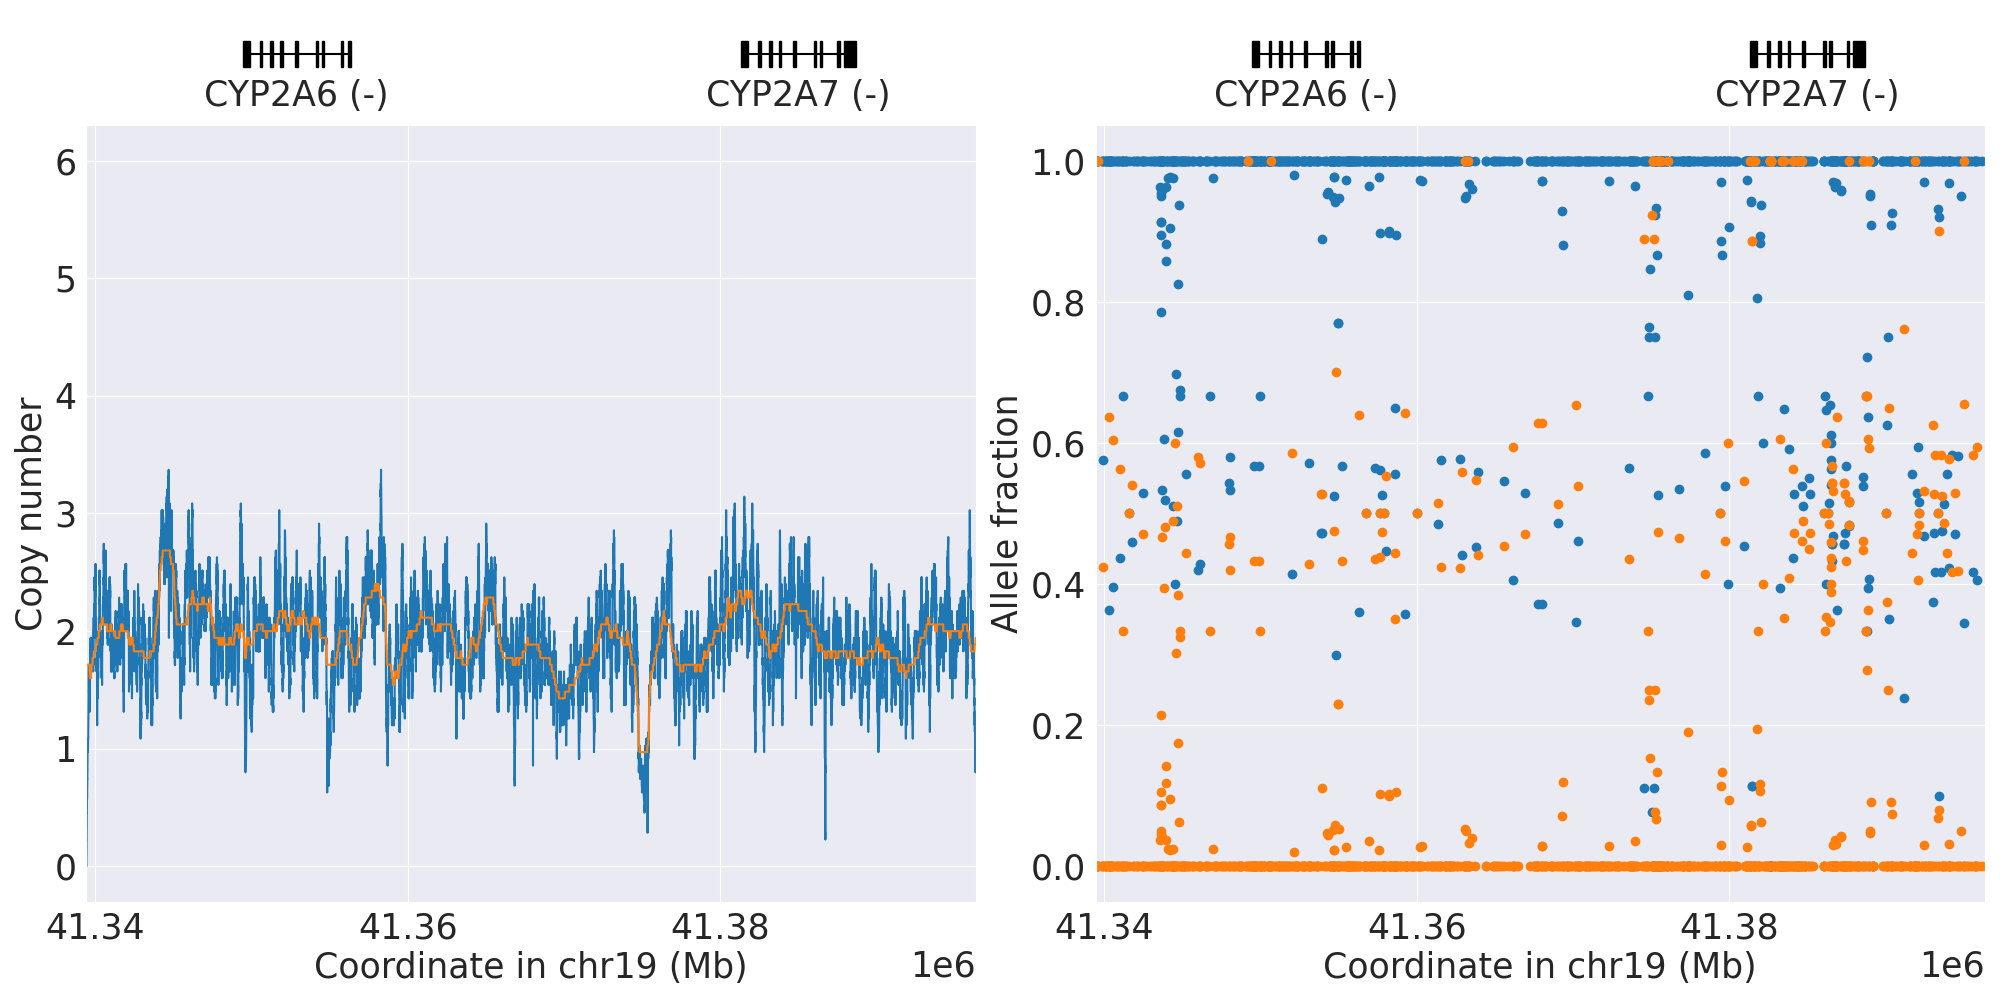 CYP2A6 (-)
CYP2A7 (-)
CYP2A6 (-)
CYP2A7 (-)
Copy number
6
5
4
3
2
1
0
41.34
41.36
41.38
Coordinate in chr19 (Mb)
1e6
Allele fraction
1.0
0.8
0.6
0.4
0.2
0.0
41.34
41.36
41.38
Coordinate in chr19 (Mb)
1e6